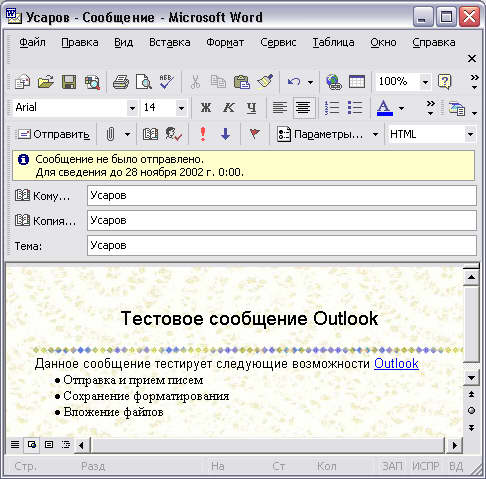 Усаров - Сообщение - Microsoft Word
Файл Правка Вид Вставка Формат Сервис Таблица Окно Справка
100%
Arial 14 Ж К Ч А
Отправить Параметры... HTML
Сообщение не было отправлено.
Для сведения до 28 ноября 2002 г. 0:00.
Кому... Усаров
Копия... Усаров
Тема: Усаров
Тестовое сообщение Outlook
Данное сообщение тестирует следующие возможности Outlook
• Отправка и прием писем
• Сохранение форматирования
• Вложение файлов
Стр. Разд На Ст Кол ЗАП ИСПР ВД